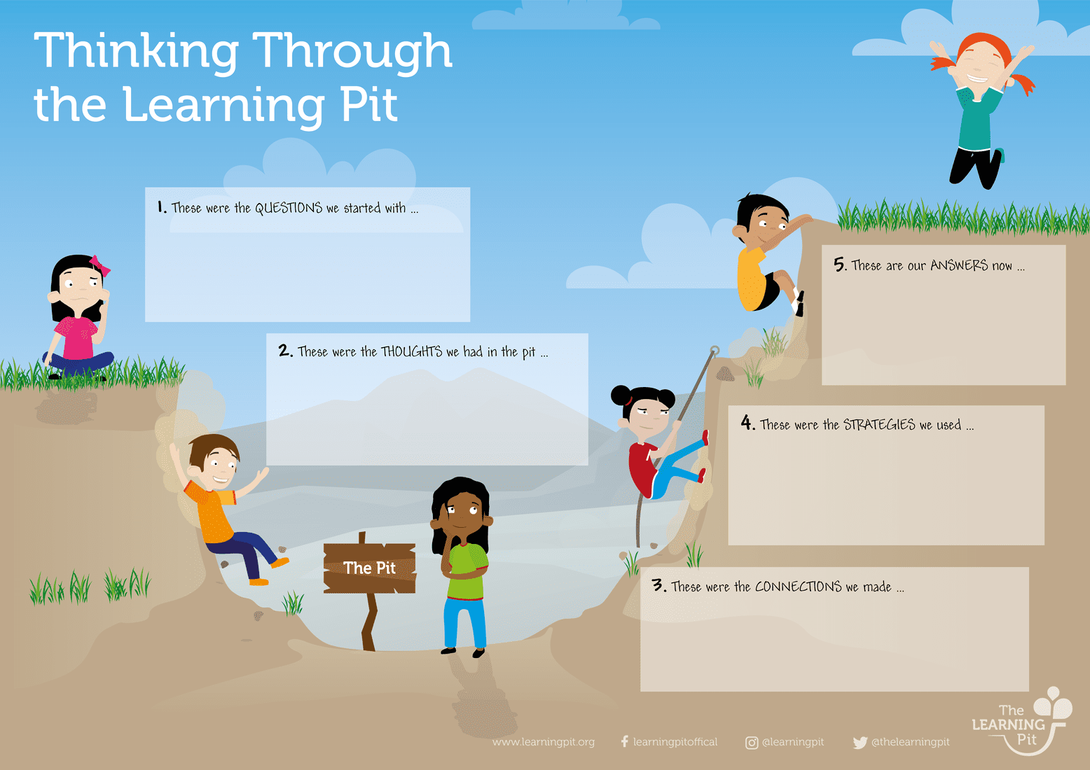 Thinking Through
the Learning Pit
1. These were the QUESTIONS we started with ...
2. These were the THOUGHTS we had in the pit ...
5. These are our ANSWERS now ...
4. These were the STRATEGIES we used ...
The Pit
3. These were the CONNECTIONS we made ...
The
LEARNING
Pit
www.learningpit.org learningpitoffical @learningpit @thelearningpit